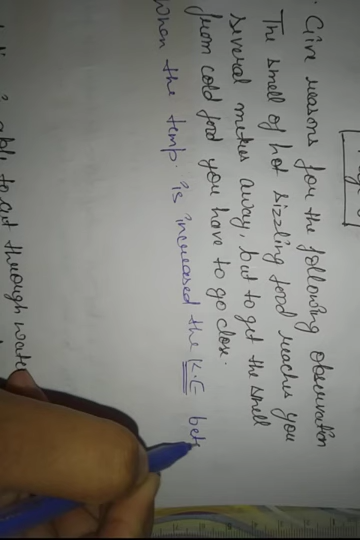 Give reasons for the following observation
The smell of hot sizzling food reaches you
several metres away, but to get the smell
from cold food you have to go close.
When the temp. is increased the K.E betw
able to cut through water